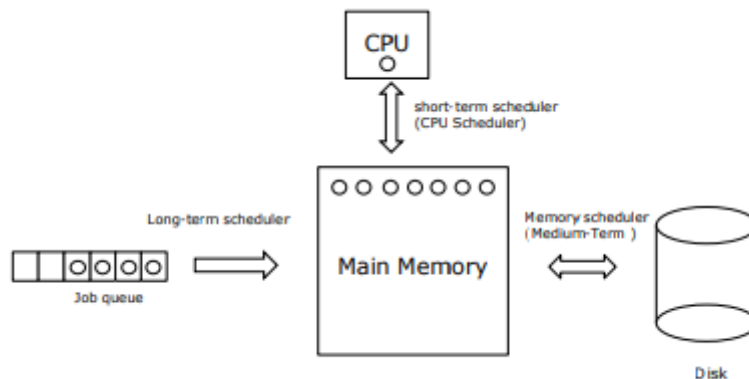 CPU
short-term scheduler
(CPU Scheduler)
Long-term scheduler
Memory scheduler
(Medium-Term )
Main Memory
Job queue
Disk